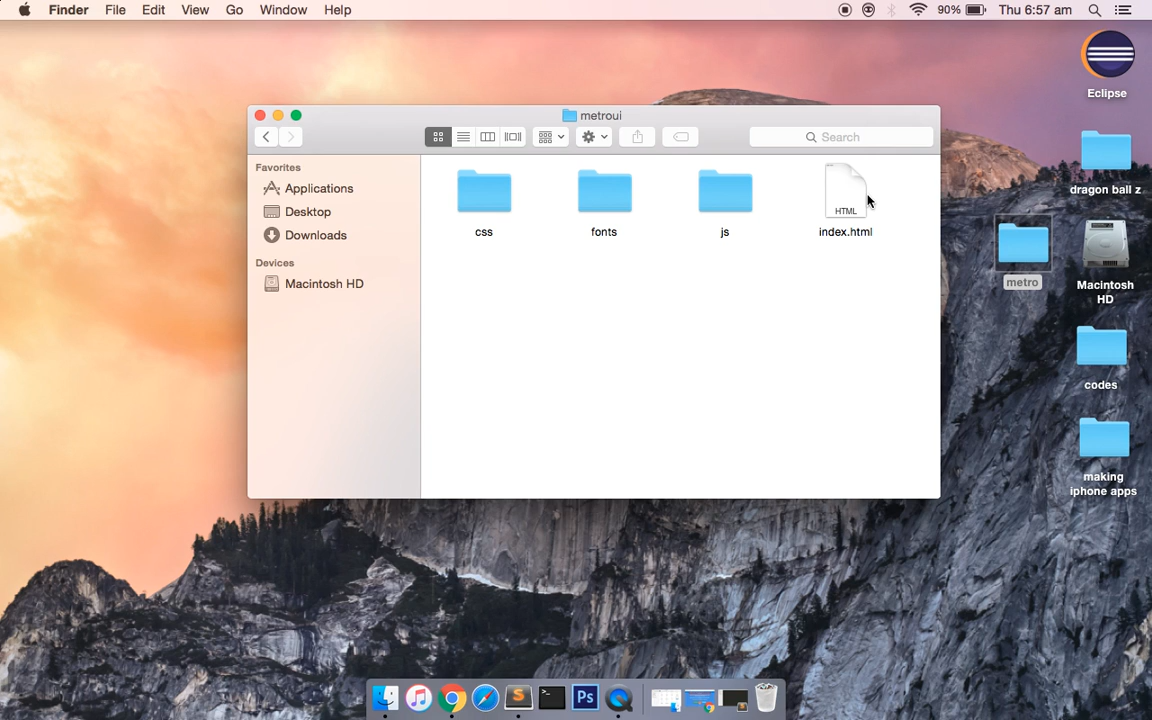 Finder File Edit View Go Window Help 90% Thu 6:57 am
Eclipse
metroui
Search
Favorites
Applications
Desktop
Downloads
Devices
Macintosh HD
css
fonts
js
HTML
index.html
dragon ball z
metro
Macintosh
HD
codes
making
iphone apps
Ps